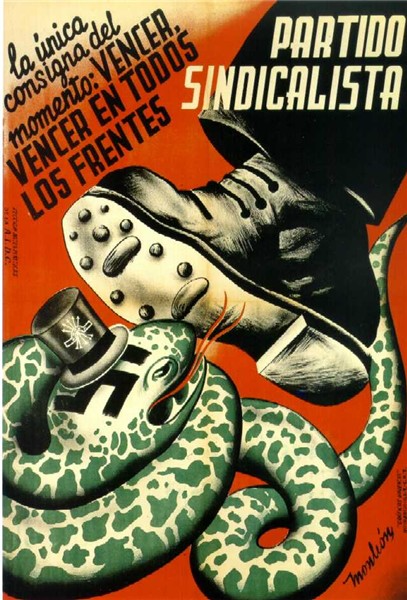 la única
consigna del
momento: VENCER,
VENCER EN TODOS
LOS FRENTES
PARTIDO
SINDICALISTA
monleón